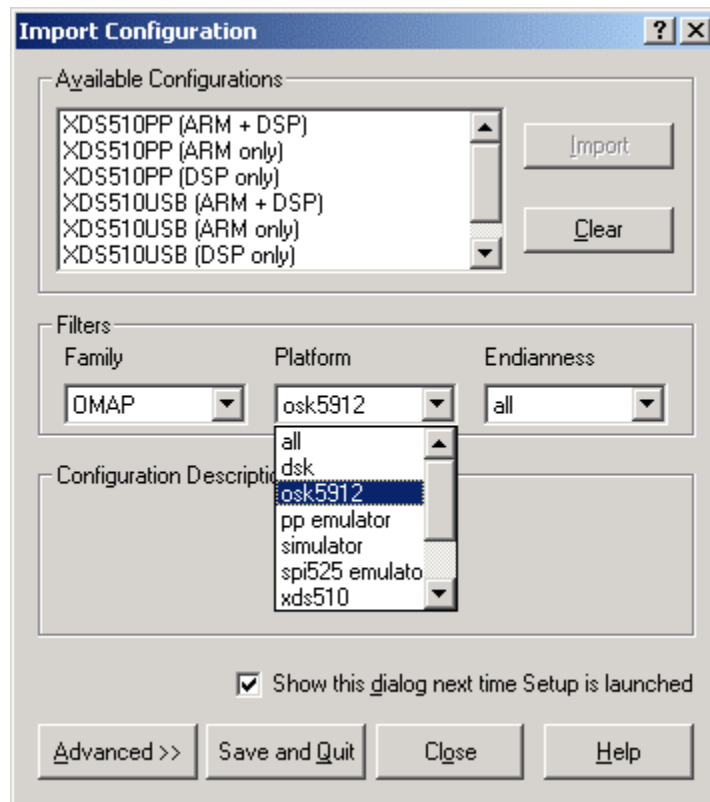 Import Configuration
Available Configurations
XDS510PP (ARM + DSP)
XDS510PP (ARM only)
XDS510PP (DSP only)
XDS510USB (ARM + DSP)
XDS510USB (ARM only)
XDS510USB (DSP only)
Import
Clear
Filters
Family Platform Endianness
OMAP osk5912 all
all
dsk
osk5912
pp emulator
simulator
spi525 emulato
xds510
Configuration Descriptio
Show this dialog next time Setup is launched
Advanced >> Save and Quit Close Help